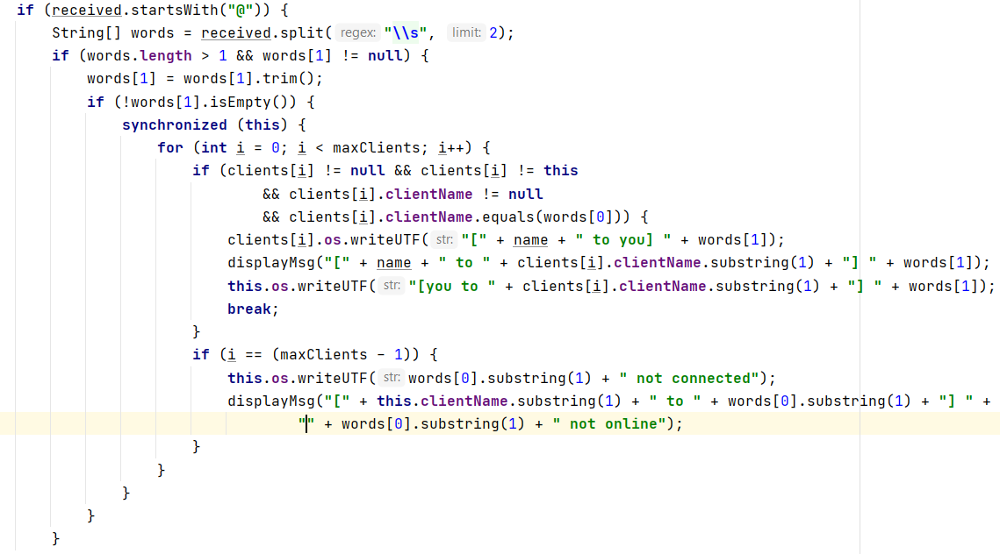 if (received.startsWith("@")) {
String[] words = received.split( regex: "\\s", limit: 2);
if (words.length > 1 && words[1] != null) {
words[1] = words[1].trim();
if (!words[1].isEmpty()) {
synchronized (this) {
for (int i = 0; i < maxClients; i++) {
if (clients[i] != null && clients[i] != this
&& clients[i].clientName != null
&& clients[i].clientName.equals(words[0])) {
clients[i].os.writeUTF( str: "[" + name + " to you] " + words[1]);
displayMsg("[" + name + " to " + clients[i].clientName.substring(1) + "] " + words[1]);
this.os.writeUTF( str: "[you to " + clients[i].clientName.substring(1) + "] " + words[1]);
break;
}
if (i == (maxClients - 1)) {
this.os.writeUTF( str: words[0].substring(1) + " not connected");
displayMsg("[" + this.clientName.substring(1) + " to " + words[0].substring(1) + "] " +
"" + words[0].substring(1) + " not online");
}
}
}
}
}